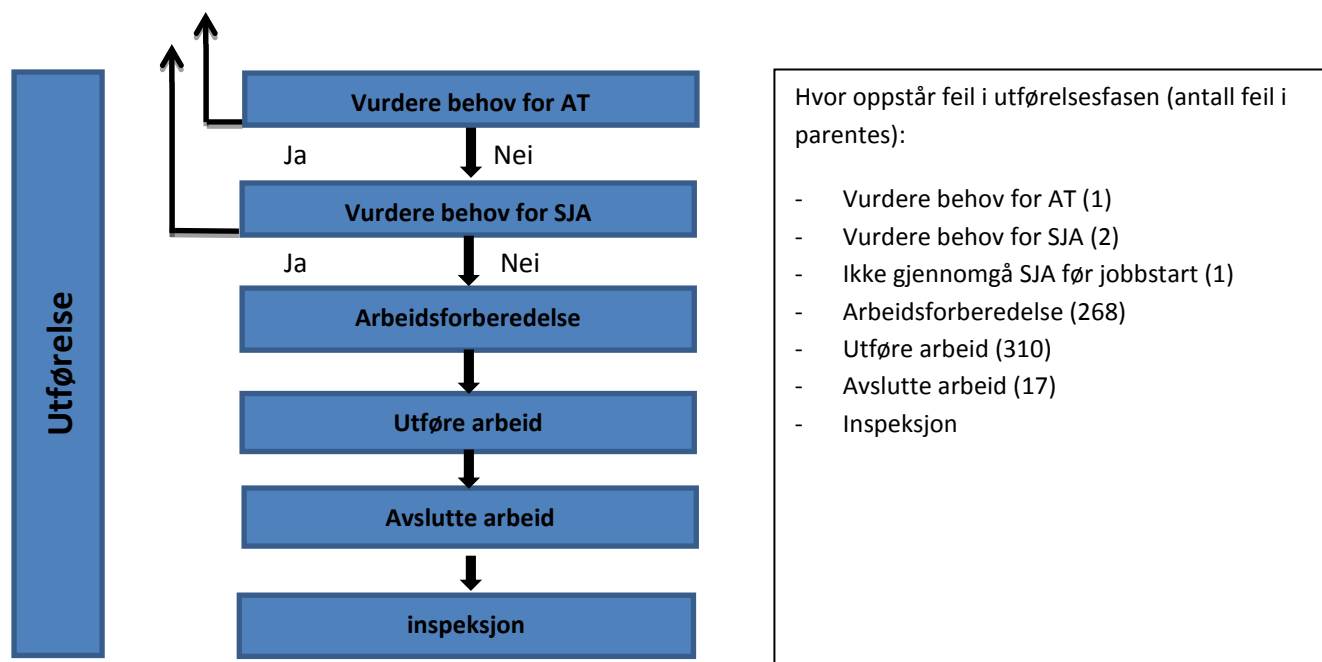 Utførelse
Vurdere behov for AT
Ja Nei
Vurdere behov for SJA
Ja Nei
Arbeidsforberedelse
Utføre arbeid
Avslutte arbeid
inspeksjon
Hvor oppstår feil i utførelsesfasen (antall feil i
parentes):
- Vurdere behov for AT (1)
- Vurdere behov for SJA (2)
- Ikke gjennomgå SJA før jobbstart (1)
- Arbeidsforberedelse (268)
- Utføre arbeid (310)
- Avslutte arbeid (17)
- Inspeksjon